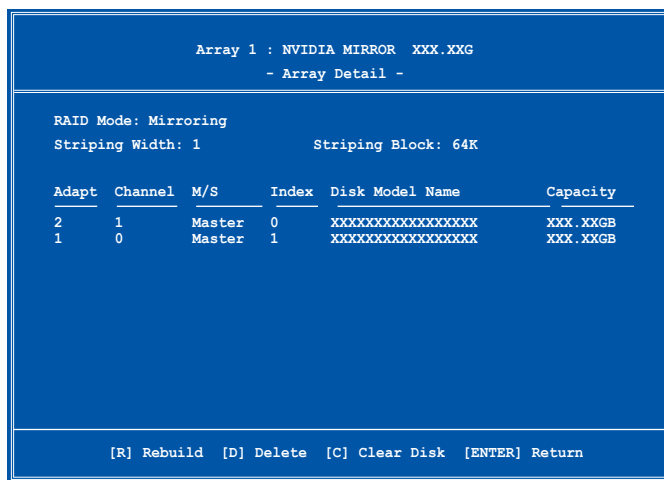 Array 1 : NVIDIA MIRROR XXX.XXG
- Array Detail -
RAID Mode: Mirroring
Striping Width: 1 Striping Block: 64K
Adapt Channel M/S Index Disk Model Name Capacity
2 1 Master 0 XXXXXXXXXXXXXXXXX XXX.XXGB
1 0 Master 1 XXXXXXXXXXXXXXXXX XXX.XXGB
[R] Rebuild [D] Delete [C] Clear Disk [ENTER] Return